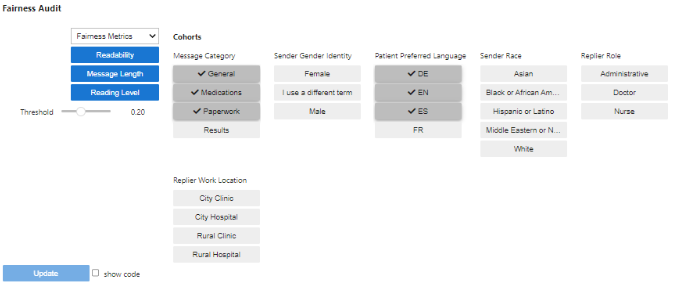 Fairness Audit
Fairness Metrics
Readability
Message Length
Reading Level
Threshold 0.20
Cohorts
Message Category
✓ General
✓ Medications
✓ Paperwork
Results
Sender Gender Identity
Female
I use a different term
Male
Patient Preferred Language
✓ DE
✓ EN
✓ ES
FR
Sender Race
Asian
Black or African Am...
Hispanic or Latino
Middle Eastern or N...
White
Replier Role
Administrative
Doctor
Nurse
Replier Work Location
City Clinic
City Hospital
Rural Clinic
Rural Hospital
Update show code